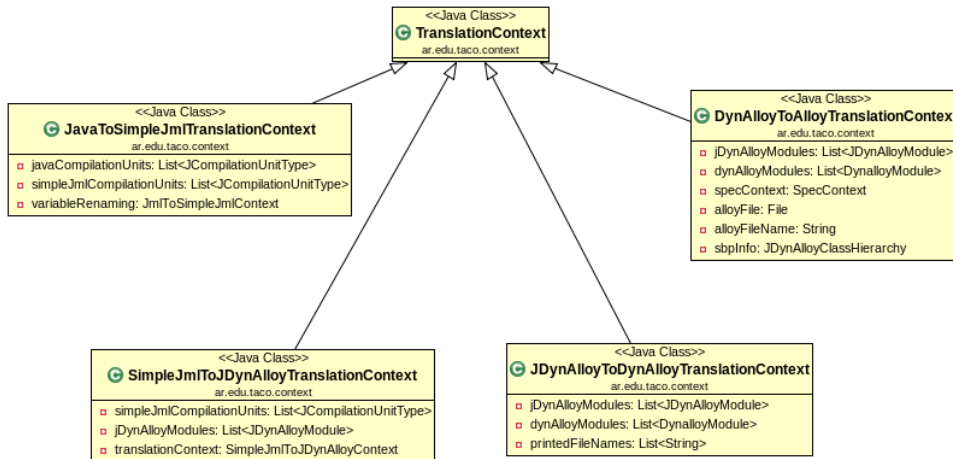 <<Java Class>>
C TranslationContext
ar.edu.taco.context
<<Java Class>>
C JavaToSimpleJmlTranslationContext
ar.edu.taco.context
javaCompilationUnits: List<JCompilationUnitType>
simpleJmlCompilationUnits: List<JCompilationUnitType>
variableRenaming: JmlToSimpleJmlContext
<<Java Class>>
C DynAlloyToAlloyTranslationContext
ar.edu.taco.context
jDynAlloyModules: List<JDynAlloyModule>
dynAlloyModules: List<DynalloyModule>
specContext: SpecContext
alloyFile: File
alloyFileName: String
sbpInfo: JDynAlloyClassHierarchy
<<Java Class>>
C SimpleJmlToJDynAlloyTranslationContext
ar.edu.taco.context
simpleJmlCompilationUnits: List<JCompilationUnitType>
jDynAlloyModules: List<JDynAlloyModule>
translationContext: SimpleJmlToJDynAlloyContext
<<Java Class>>
C JDynAlloyToDynAlloyTranslationContext
ar.edu.taco.context
jDynAlloyModules: List<JDynAlloyModule>
dynAlloyModules: List<DynalloyModule>
printedFileNames: List<String>